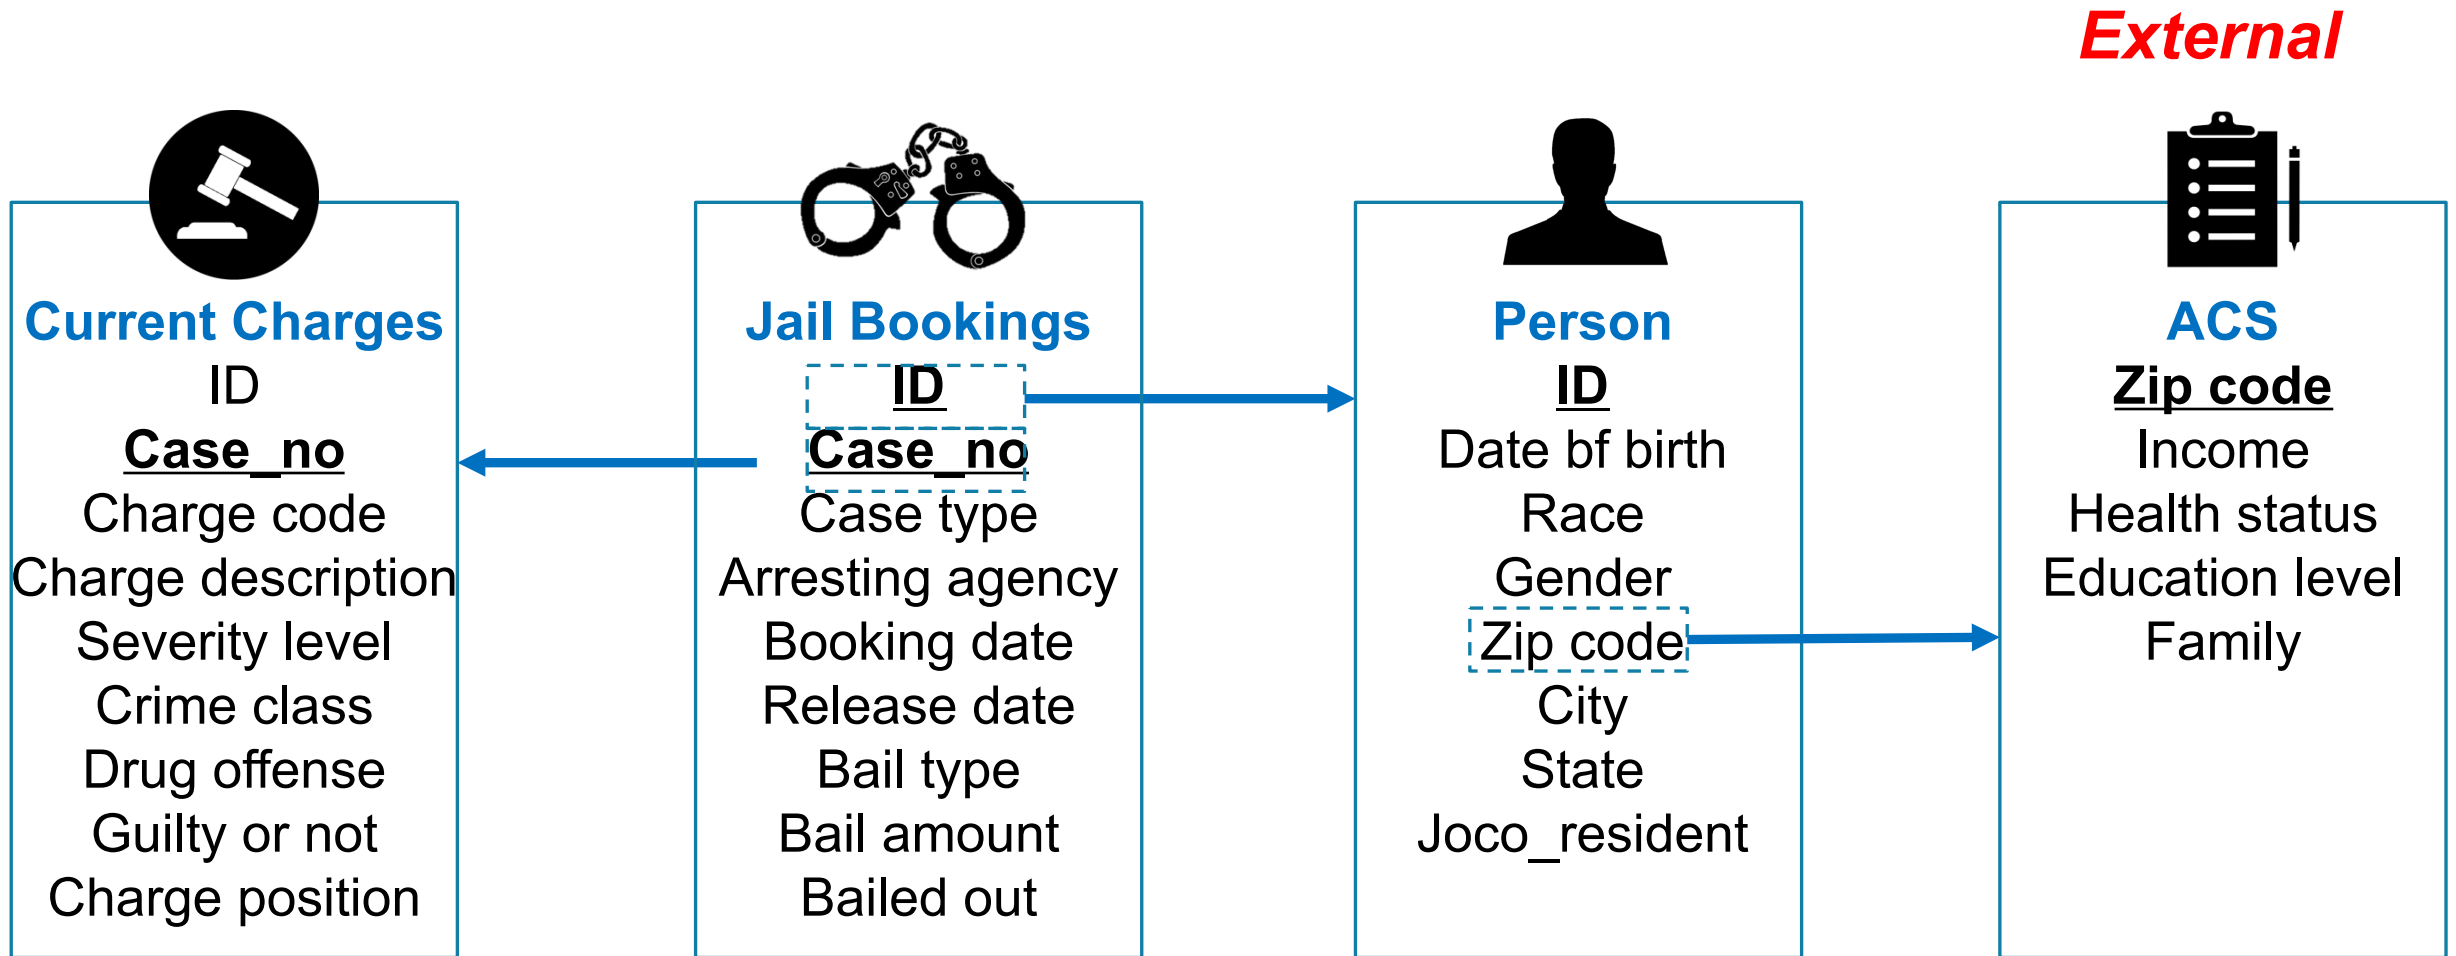 External
Current Charges
ID
Case_no
Charge code
Charge description
Severity level
Crime class
Drug offense
Guilty or not
Charge position
Jail Bookings
ID
Case_no
Case type
Arresting agency
Booking date
Release date
Bail type
Bail amount
Bailed out
Person
ID
Date bf birth
Race
Gender
Zip code
City
State
Joco_resident
ACS
Zip code
Income
Health status
Education level
Family